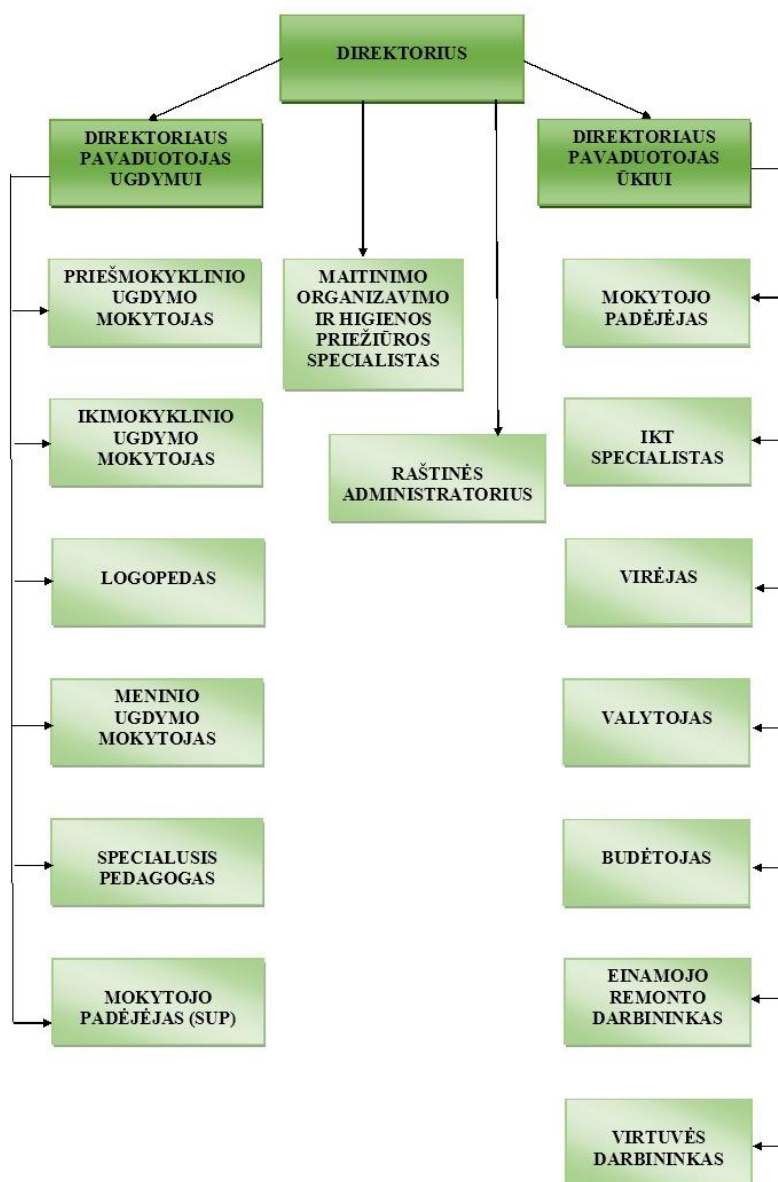 DIREKTORIUS
DIREKTORIAUS
PAVADUOTOJAS
UGDYMUI
DIREKTORIAUS
PAVADUOTOJAS
ŪKIUI
PRIEŠMOKYKLINIO
UGDYMO
MOKYTOJAS
IKIMOKYKLINIO
UGDYMO
MOKYTOJAS
LOGOPEDAS
MENINIO
UGDYMO
MOKYTOJAS
SPECIALUSIS
PEDAGOGAS
MOKYTOJO
PADĖJĖJAS (SUP)
MAITINIMO
ORGANIZAVIMO
IR HIGIENOS
PRIEŽIŪROS
SPECIALISTAS
RAŠTINĖS
ADMINISTRATORIUS
MOKYTOJO
PADĖJĖJAS
IKT
SPECIALISTAS
VIRĖJAS
VALYTOJAS
BUDĖTOJAS
EINAMOJO
REMONTO
DARBININKAS
VIRTUVĖS
DARBININKAS